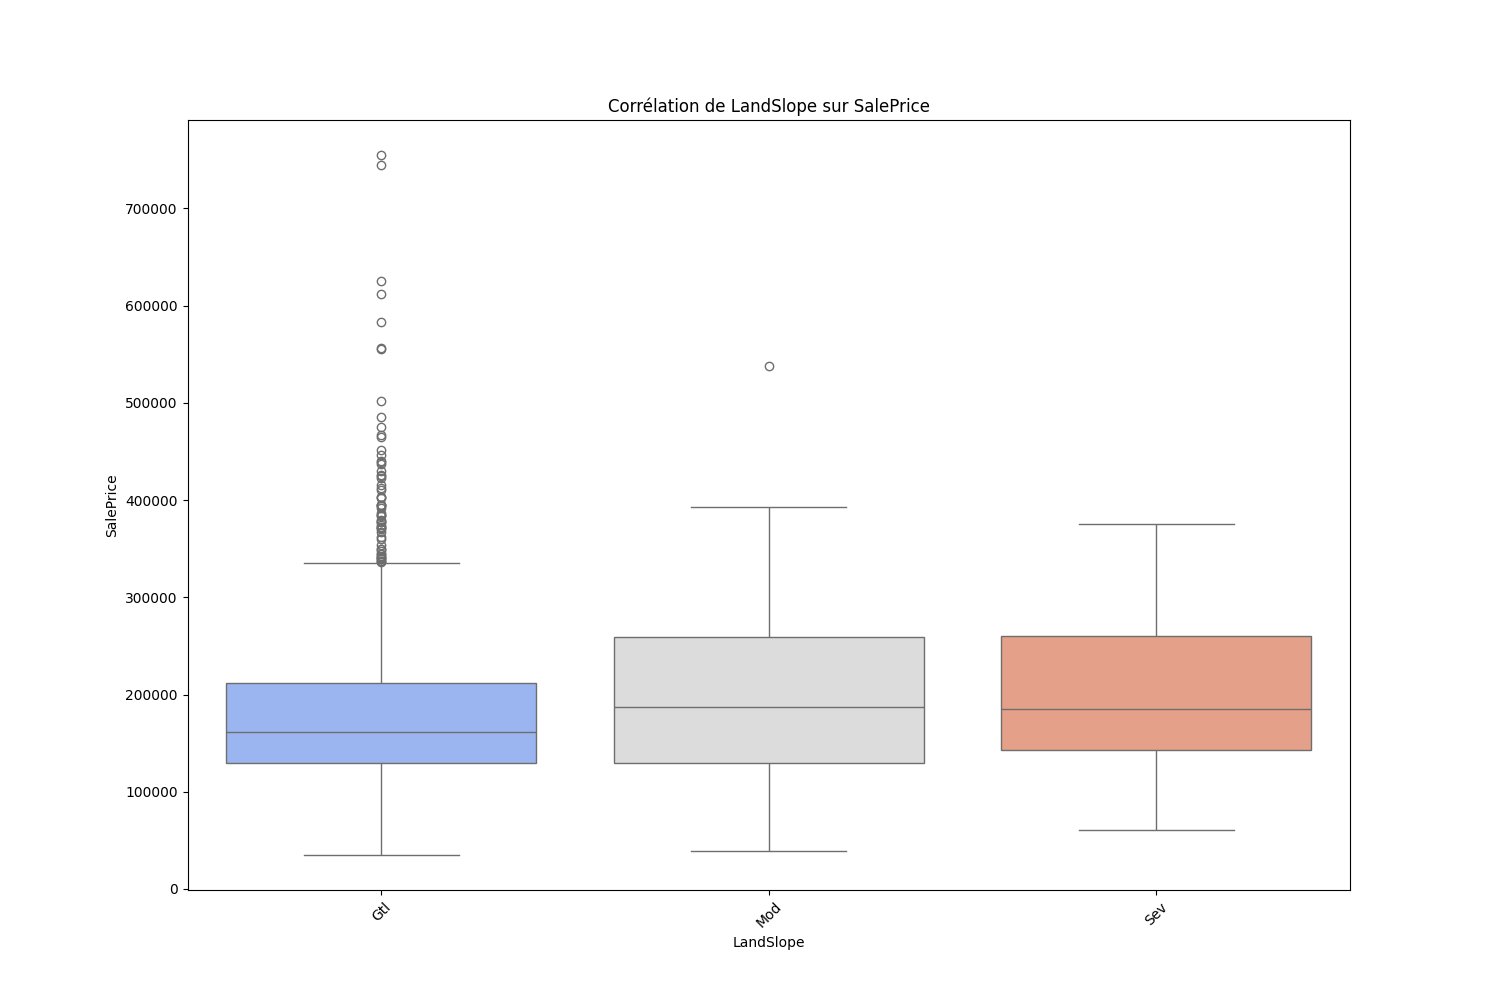 Corrélation de LandSlope sur SalePrice
700000
600000
500000
400000
300000
200000
100000
0
SalePrice
Gtl
Mod
Sev
LandSlope